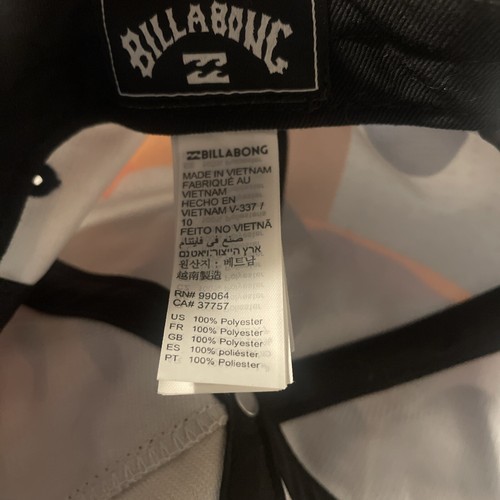 BILLABONG
BILLABONG
MADE IN VIETNAM
FABRIQUÉ AU
VIETNAM
HECHO EN
VIETNAM V-337 /
10
FEITO NO VIETNÃ
صنع في فيتنام
ארץ הייצור:ויאטנם
원산지 : 베트남
越南製造
RN# 99064
CA# 37757
US 100% Polyester
FR 100% Polyester
GB 100% Polyester
ES 100% poliéster
PT 100% Poliester